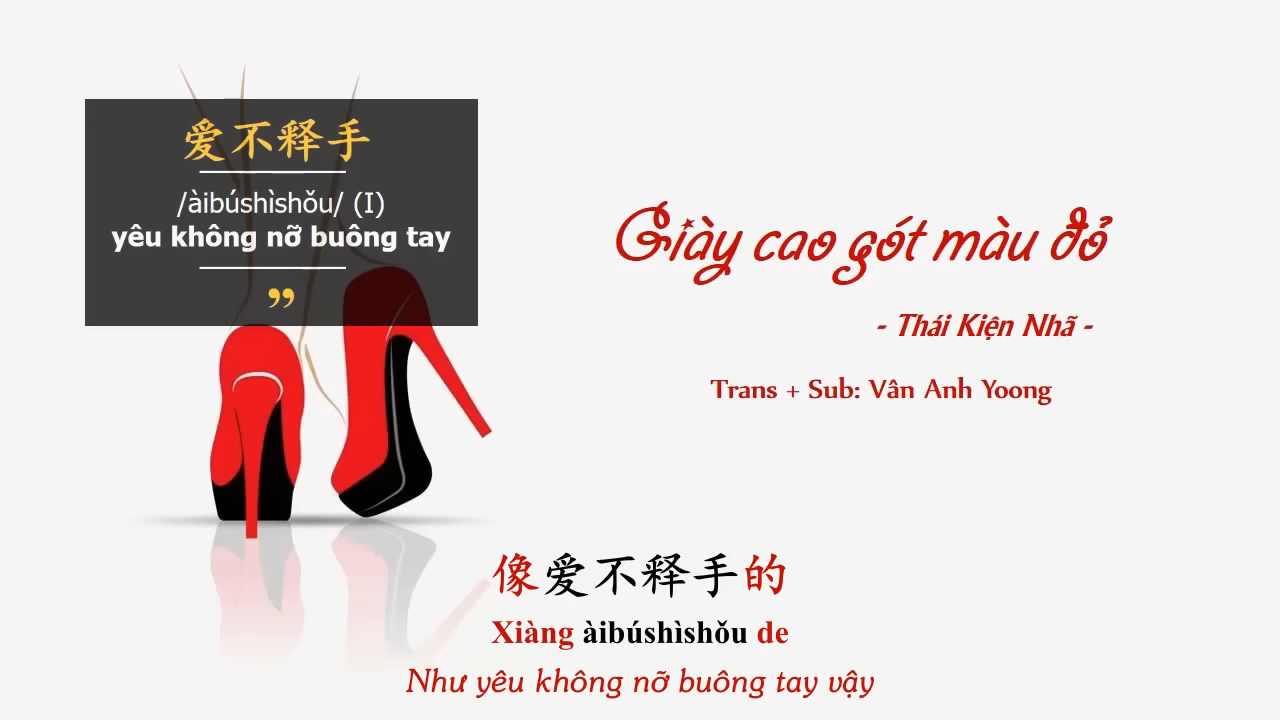 爱不释手
/àibúshìshǒu/ (I)
yêu không nỡ buông tay
”
Giày cao gót màu đỏ
- Thái Kiện Nhã -
Trans + Sub: Vân Anh Yoong
像爱不释手的
Xiàng àibúshìshǒu de
Như yêu không nỡ buông tay vậy